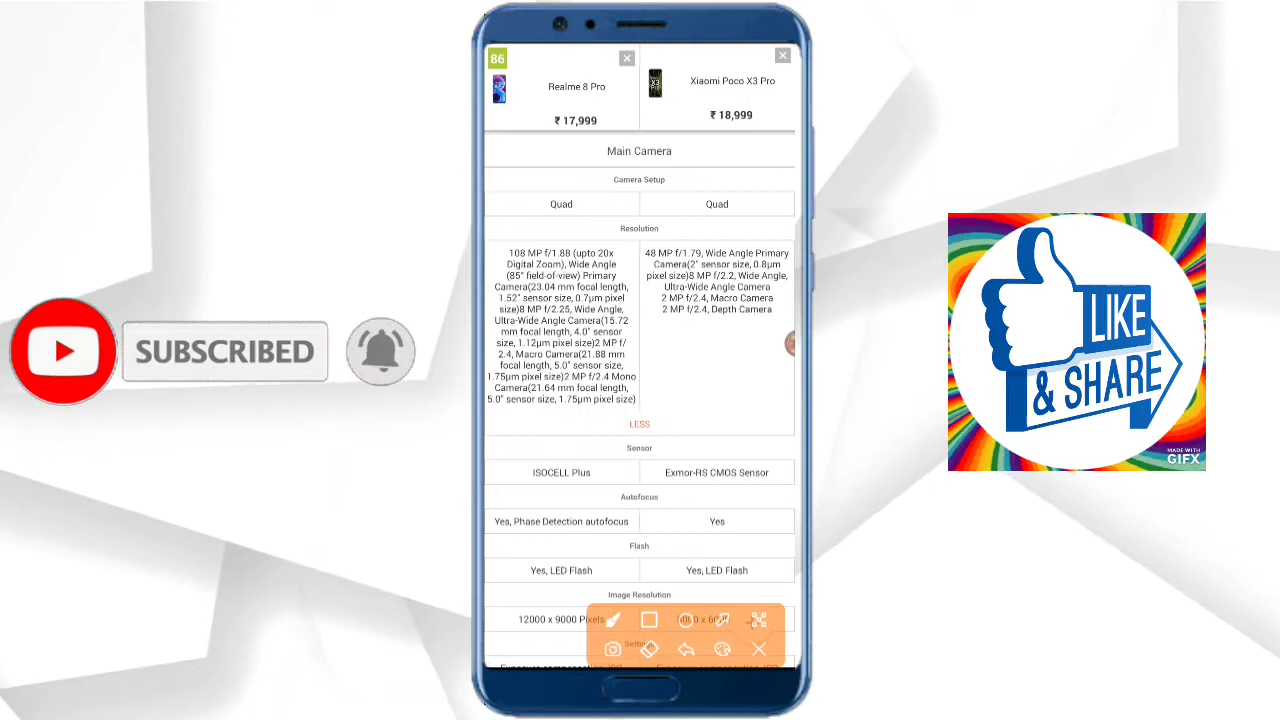 86
Realme 8 Pro
₹ 17,999
Xiaomi Poco X3 Pro
₹ 18,999
Main Camera
Camera Setup
Quad
Quad
Resolution
108 MP f/1.88 (upto 20x
Digital Zoom), Wide Angle
(85° field-of-view) Primary
Camera(23.04 mm focal length,
1.52" sensor size, 0.7µm pixel
size)8 MP f/2.25, Wide Angle,
Ultra-Wide Angle Camera(15.72
mm focal length, 4.0" sensor
size, 1.12µm pixel size)2 MP f/
2.4, Macro Camera(21.88 mm
focal length, 5.0" sensor size,
1.75µm pixel size)2 MP f/2.4 Mono
Camera(21.64 mm focal length,
5.0" sensor size, 1.75µm pixel size)
48 MP f/1.79, Wide Angle Primary
Camera(2" sensor size, 0.8µm
pixel size)8 MP f/2.2, Wide Angle,
Ultra-Wide Angle Camera
2 MP f/2.4, Macro Camera
2 MP f/2.4, Depth Camera
LESS
Sensor
ISOCELL Plus
Exmor-RS CMOS Sensor
Autofocus
Yes, Phase Detection autofocus
Yes
Flash
Yes, LED Flash
Yes, LED Flash
Image Resolution
12000 x 9000 Pixels
SUBSCRIBED
LIKE
& SHARE
MADE WITH
GIFX